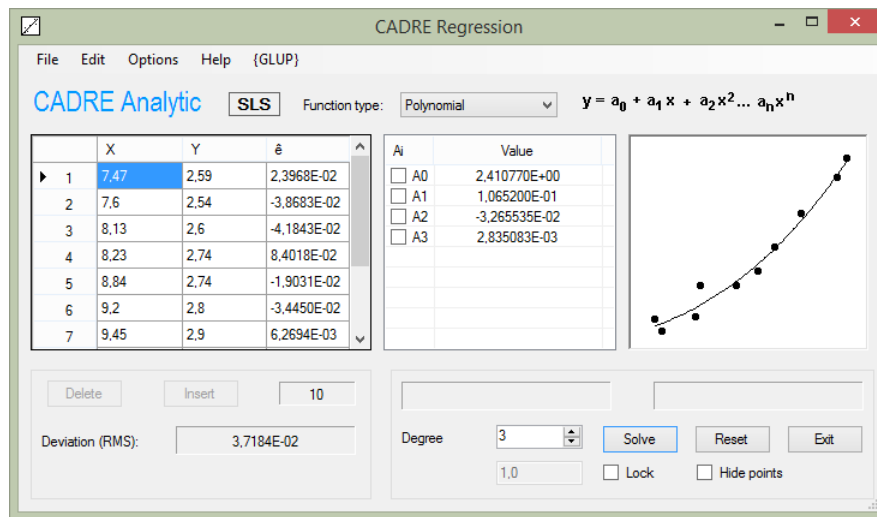 CADRE Regression
File Edit Options Help {GLUP}
CADRE Analytic SLS Function type: Polynomial y = a0 + a1 x + a2x2... anxn
X Y ê
1 7,47 2,59 2,3968E-02
2 7,6 2,54 -3,8683E-02
3 8,13 2,6 -4,1843E-02
4 8,23 2,74 8,4018E-02
5 8,84 2,74 -1,9031E-02
6 9,2 2,8 -3,4450E-02
7 9,45 2,9 6,2694E-03
Ai Value
A0 2,410770E+00
A1 1,065200E-01
A2 -3,265535E-02
A3 2,835083E-03
Delete Insert 10
Deviation (RMS): 3,7184E-02
Degree 3 Solve Reset Exit
1,0 Lock Hide points